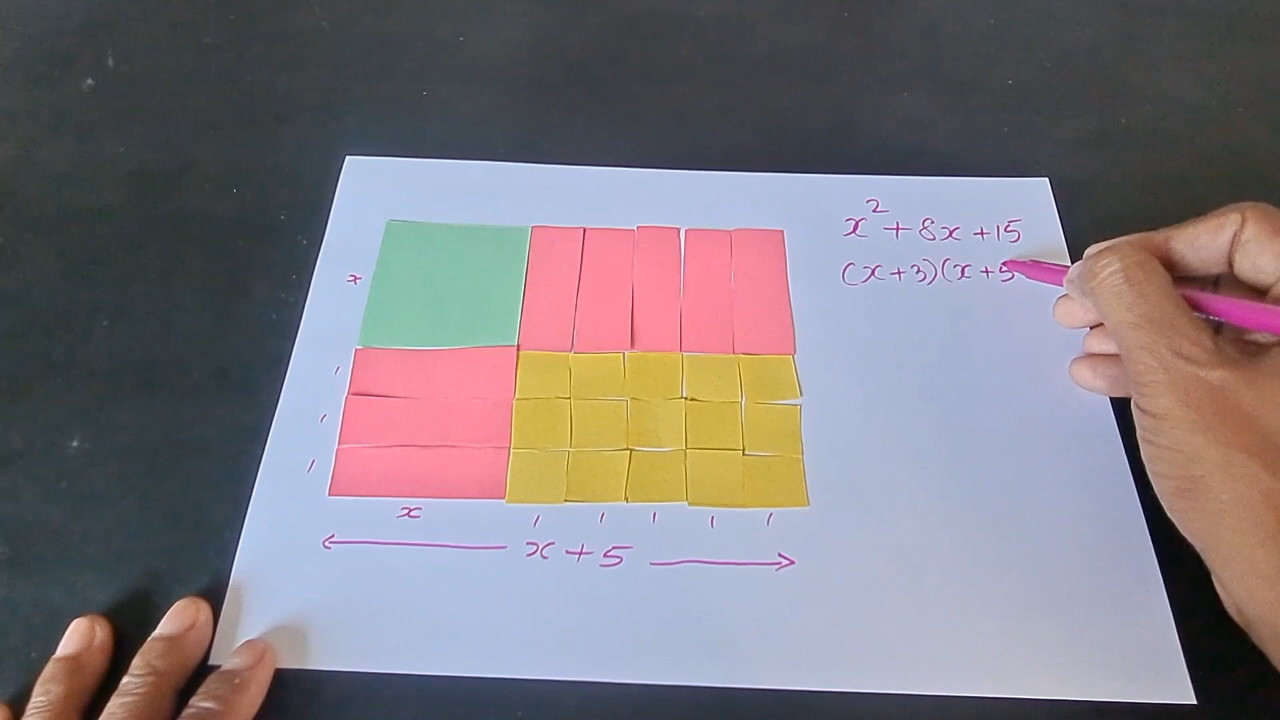 x² + 8x + 15
(x+3)(x+5
x
1
1
1
x
1 1 1 1 1
x + 5